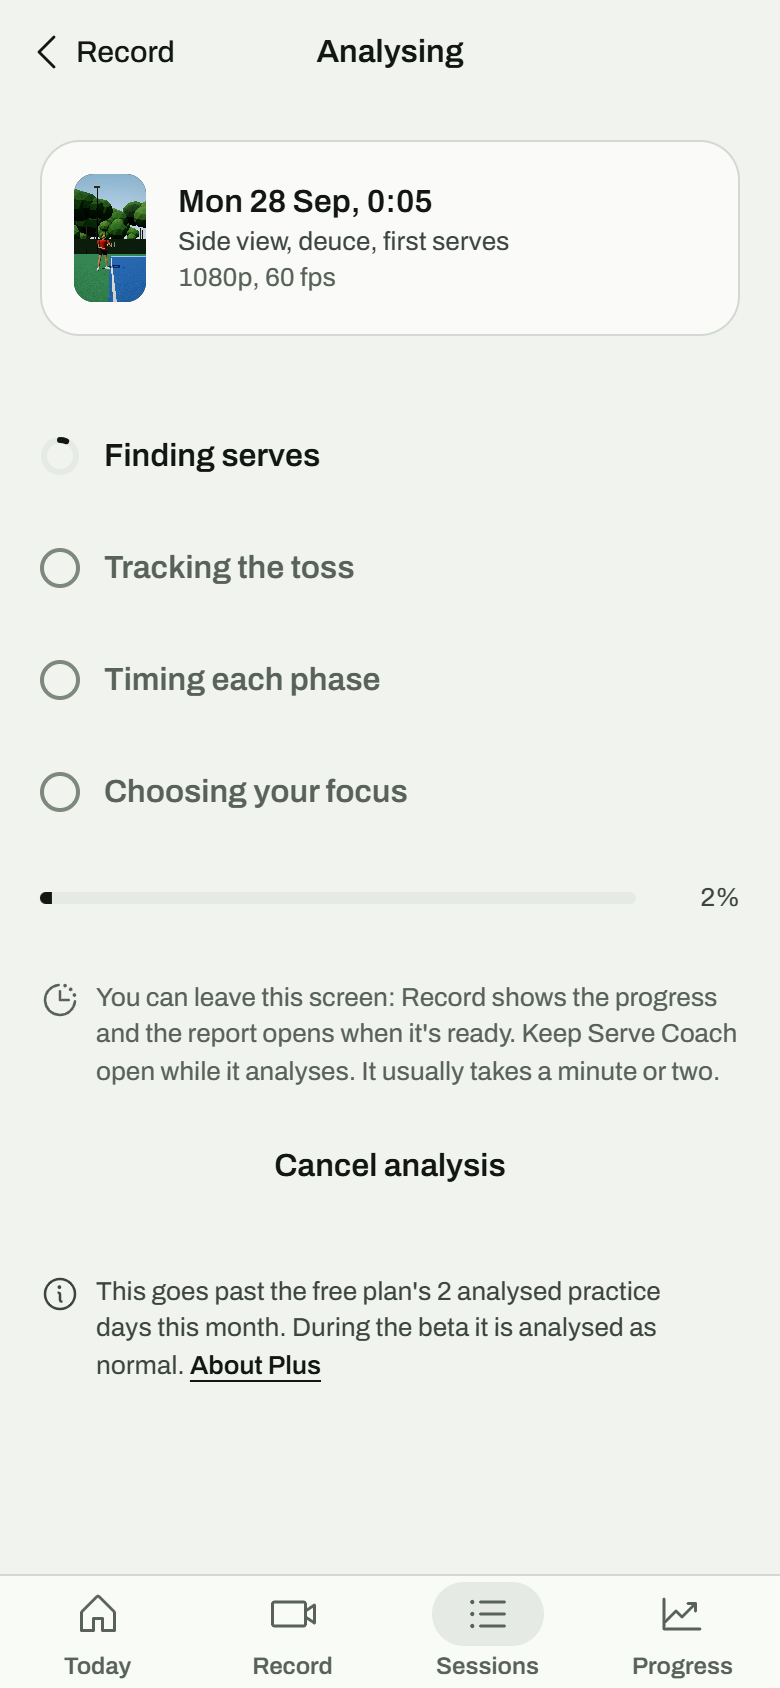 Record
Analysing
Mon 28 Sep, 0:05
Side view, deuce, first serves
1080p, 60 fps
Finding serves
Tracking the toss
Timing each phase
Choosing your focus
2%
You can leave this screen: Record shows the progress
and the report opens when it's ready. Keep Serve Coach
open while it analyses. It usually takes a minute or two.
Cancel analysis
This goes past the free plan's 2 analysed practice
days this month. During the beta it is analysed as
normal. About Plus
Today
Record
Sessions
Progress